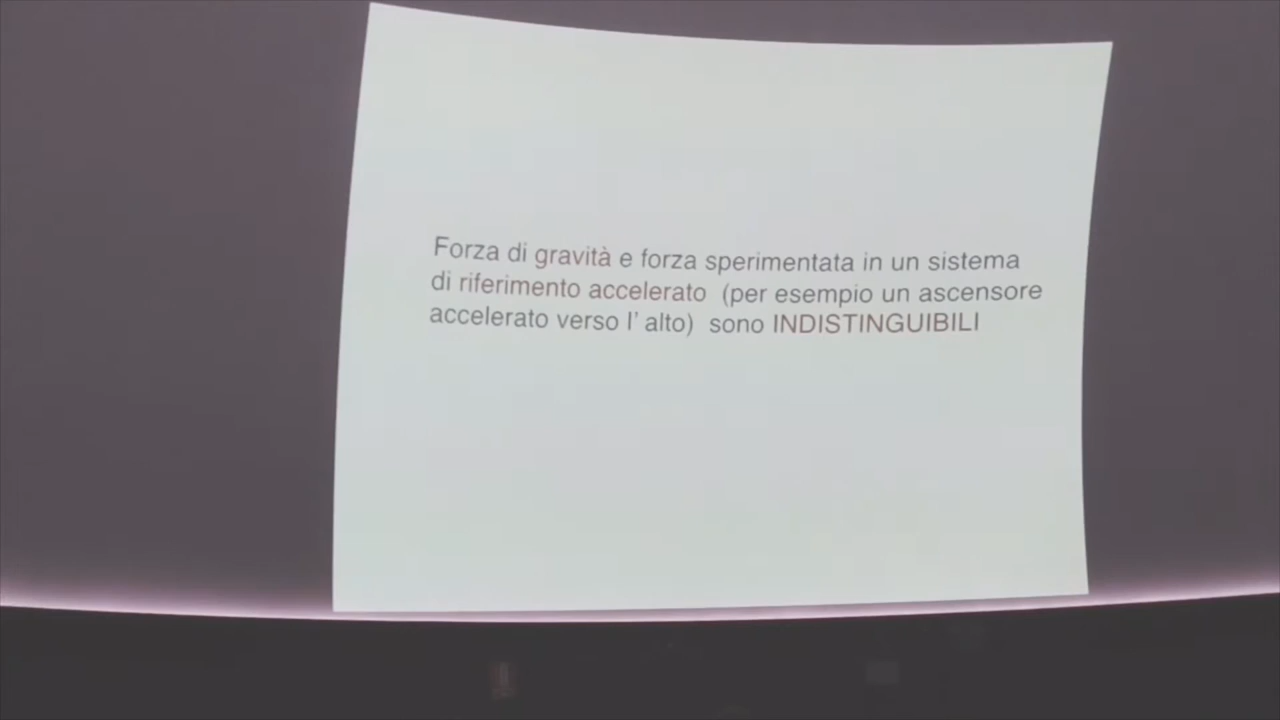 Forza di gravità e forza sperimentata in un sistema
di riferimento accelerato (per esempio un ascensore
accelerato verso l' alto) sono INDISTINGUIBILI